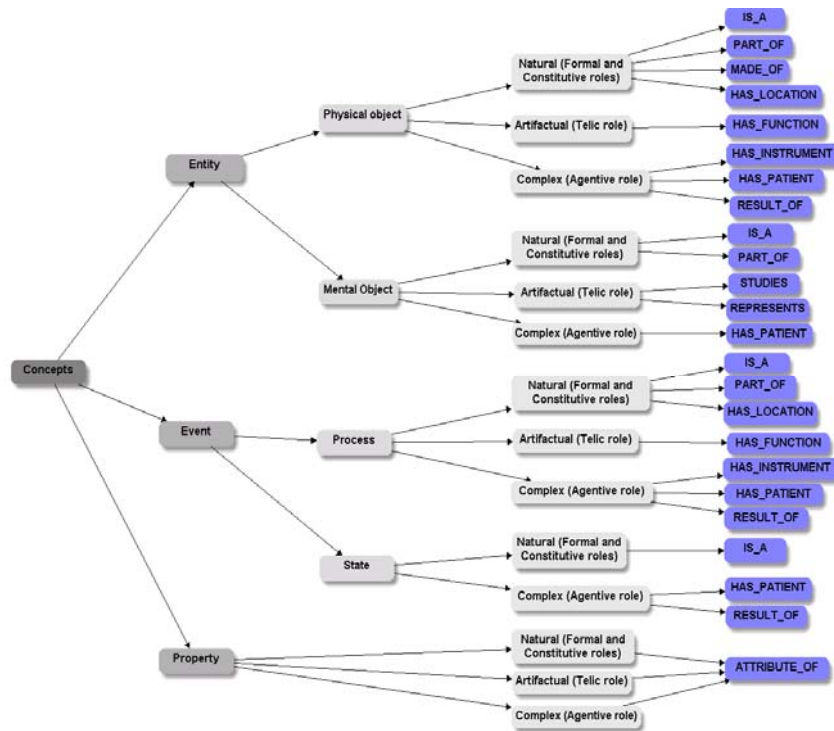 IS_A
PART_OF
Natural (Formal and
Constitutive roles)
MADE_OF
HAS_LOCATION
Physical object
Artifactual (Telic role)
HAS_FUNCTION
HAS_INSTRUMENT
Entity
Complex (Agentive role)
HAS_PATIENT
RESULT_OF
Natural (Formal and
Constitutive roles)
IS_A
PART_OF
Mental Object
Artifactual (Telic role)
STUDIES
REPRESENTS
Complex (Agentive role)
HAS_PATIENT
Concepts
IS_A
Natural (Formal and
Constitutive roles)
PART_OF
HAS_LOCATION
Event
Process
Artifactual (Telic role)
HAS_FUNCTION
HAS_INSTRUMENT
Complex (Agentive role)
HAS_PATIENT
RESULT_OF
Natural (Formal and
Constitutive roles)
IS_A
State
Complex (Agentive role)
HAS_PATIENT
RESULT_OF
Natural (Formal and
Constitutive roles)
Property
Artifactual (Telic role)
ATTRIBUTE_OF
Complex (Agentive role)